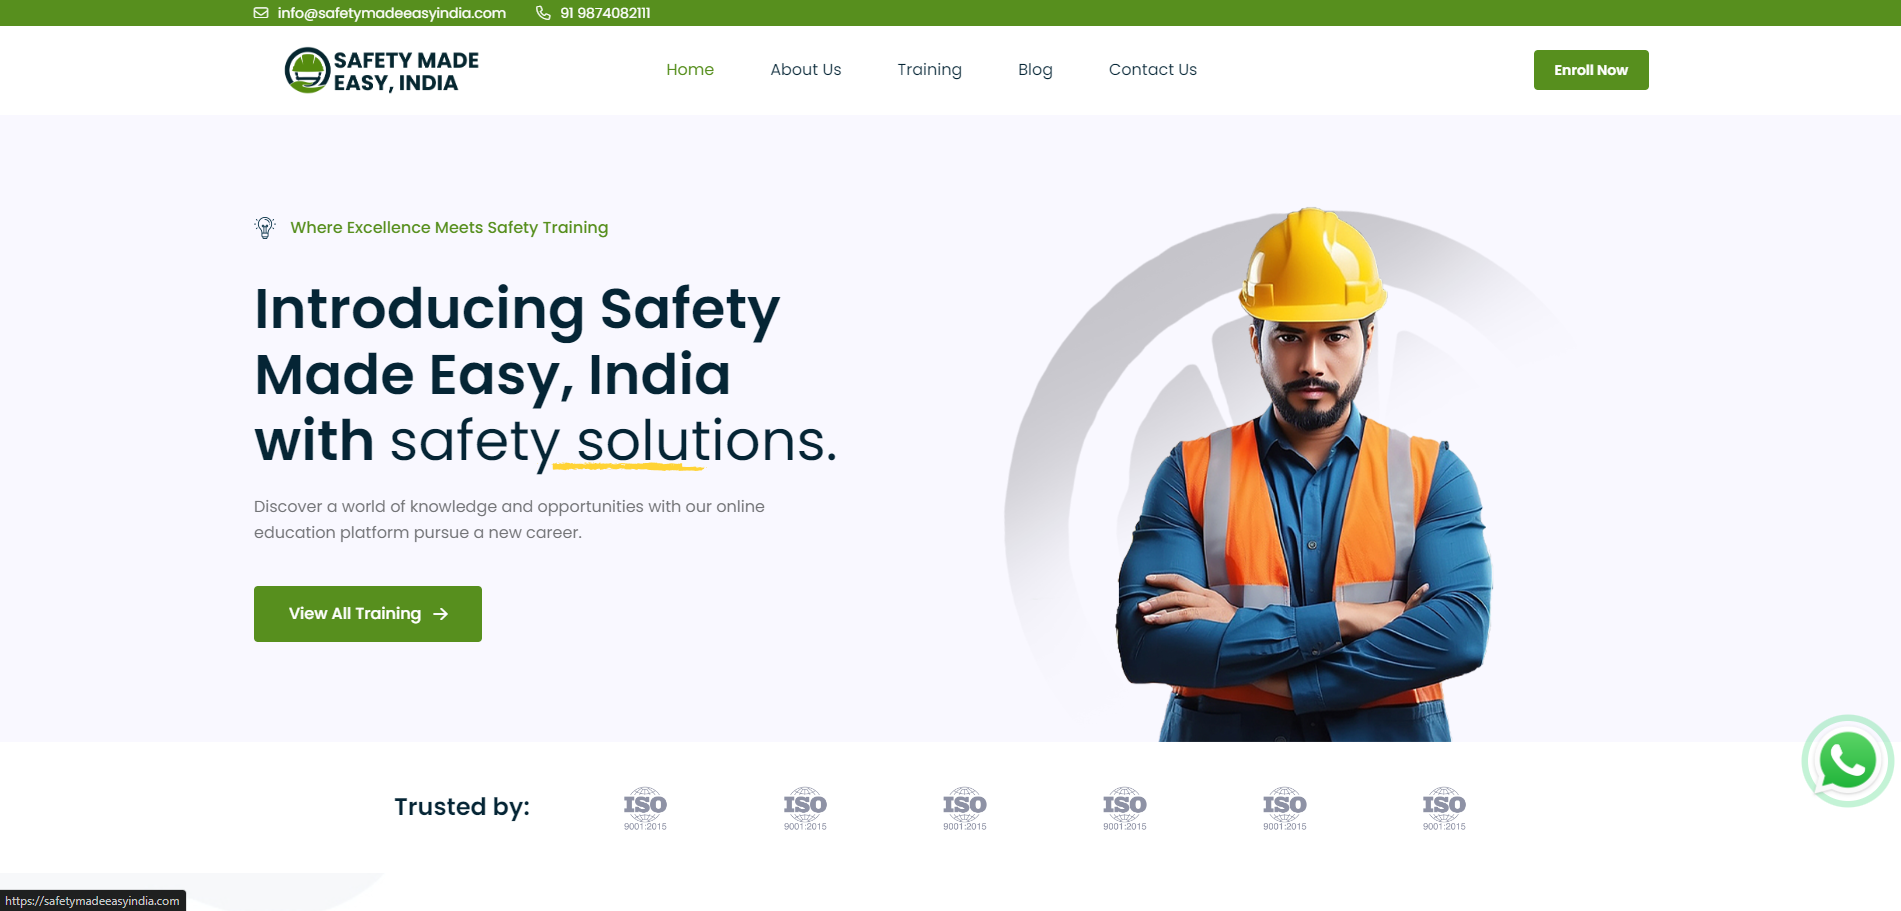 info@safetymadeeasyindia.com 91 9874082111
SAFETY MADE
EASY, INDIA
Home About Us Training Blog Contact Us
Enroll Now
Where Excellence Meets Safety Training
Introducing Safety
Made Easy, India
with safety solutions.
Discover a world of knowledge and opportunities with our online
education platform pursue a new career.
View All Training
Trusted by:
ISO ISO ISO ISO ISO ISO
9001:2015 9001:2015 9001:2015 9001:2015 9001:2015 9001:2015
https://safetymadeeasyindia.com